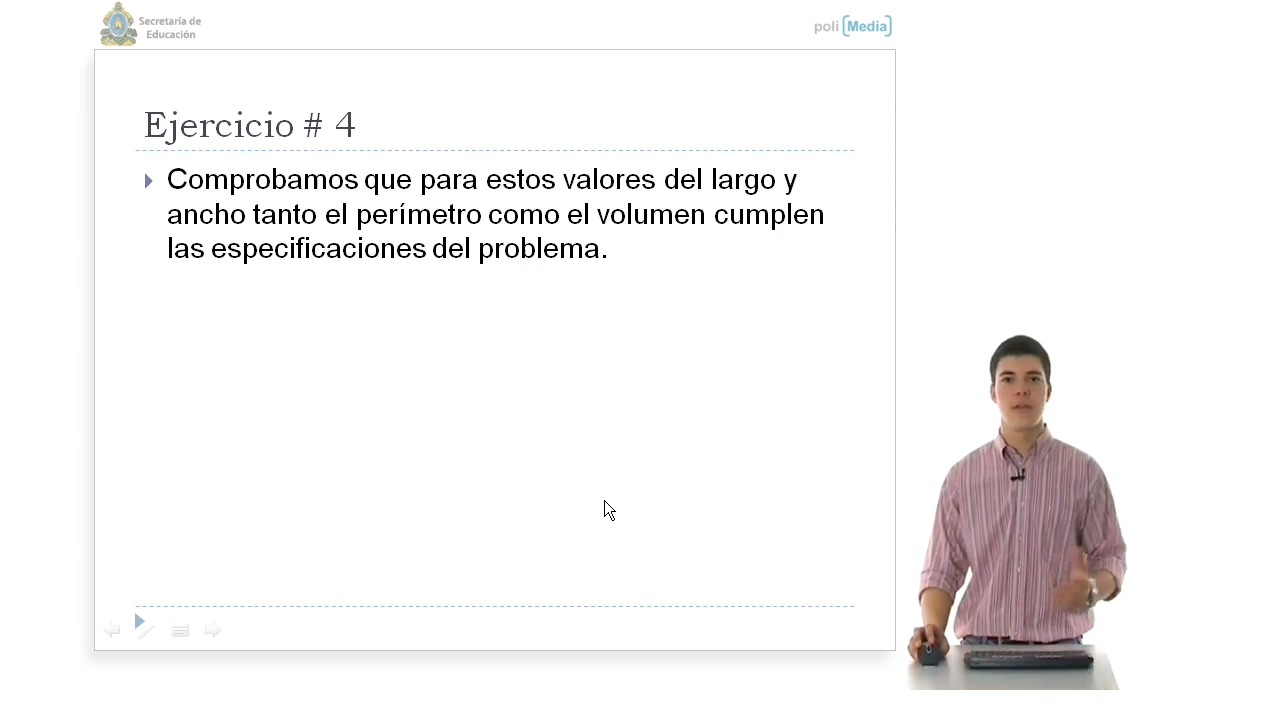 Secretaría de
Educación
poli [Media]
Ejercicio # 4
Comprobamos que para estos valores del largo y
ancho tanto el perímetro como el volumen cumplen
las especificaciones del problema.